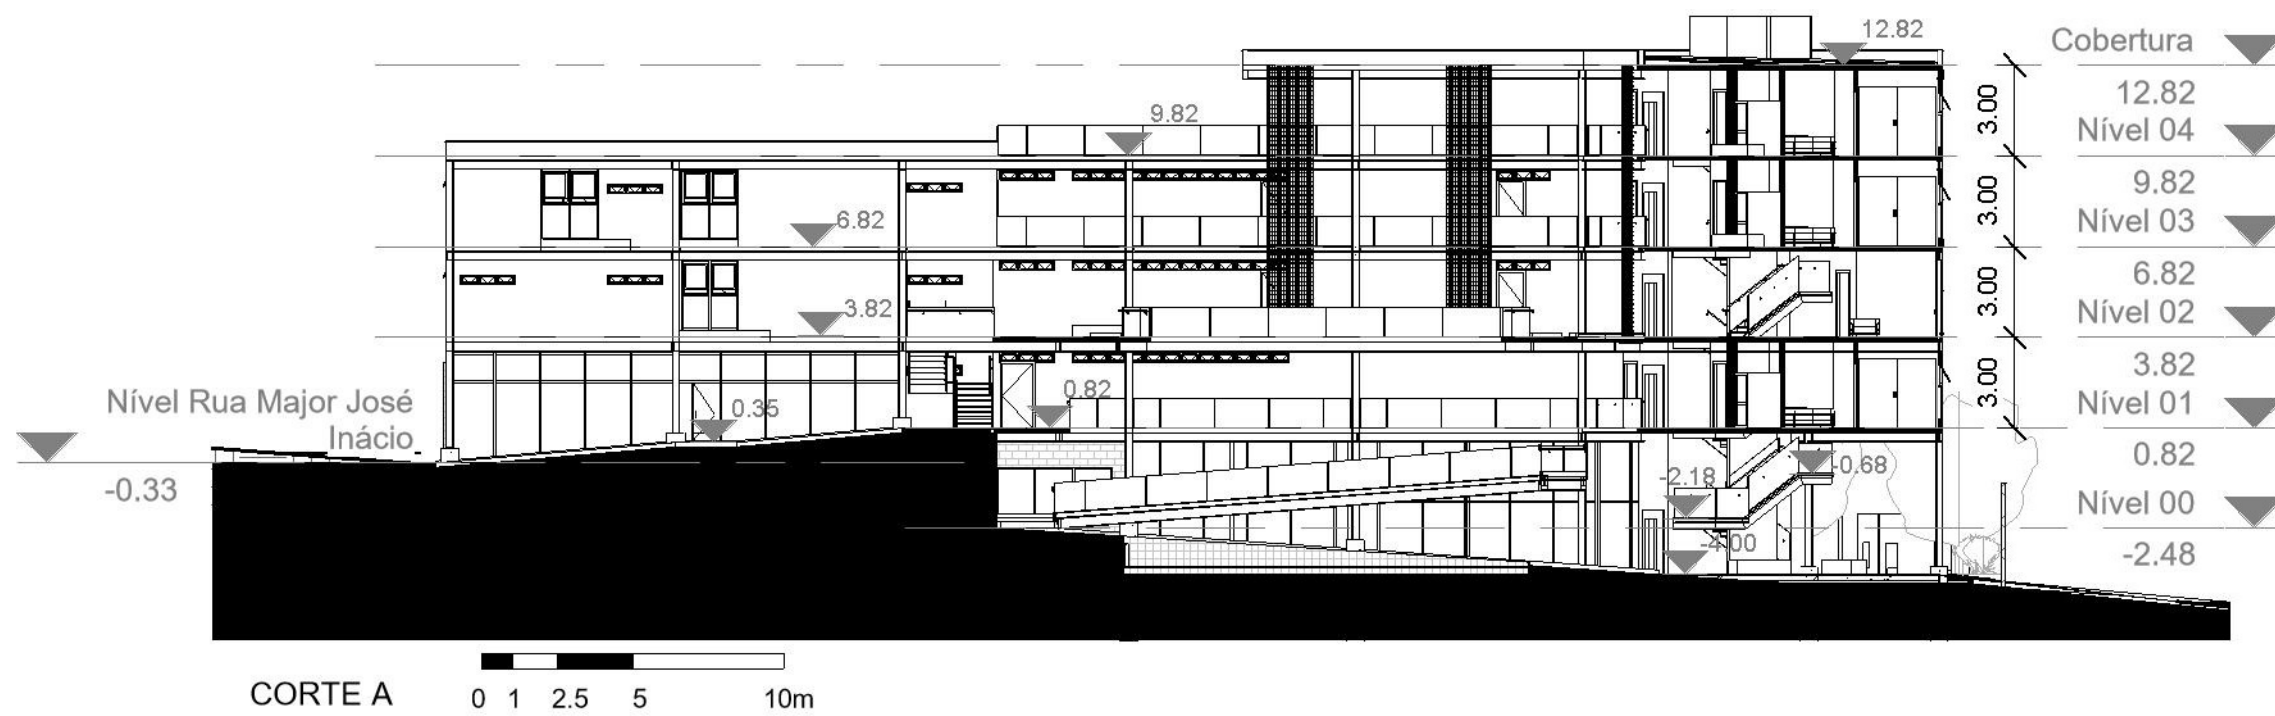 12.82
Cobertura
12.82
3.00
9.82
Nível 04
9.82
3.00
6.82
Nível 03
6.82
3.00
3.82
Nível 02
3.82
3.00
Nível Rua Major José
Inácio
0.35
0.82
Nível 01
0.82
-0.33
-2.18
-0.68
Nível 00
-4.00
-2.48
CORTE A
0 1 2.5 5 10m